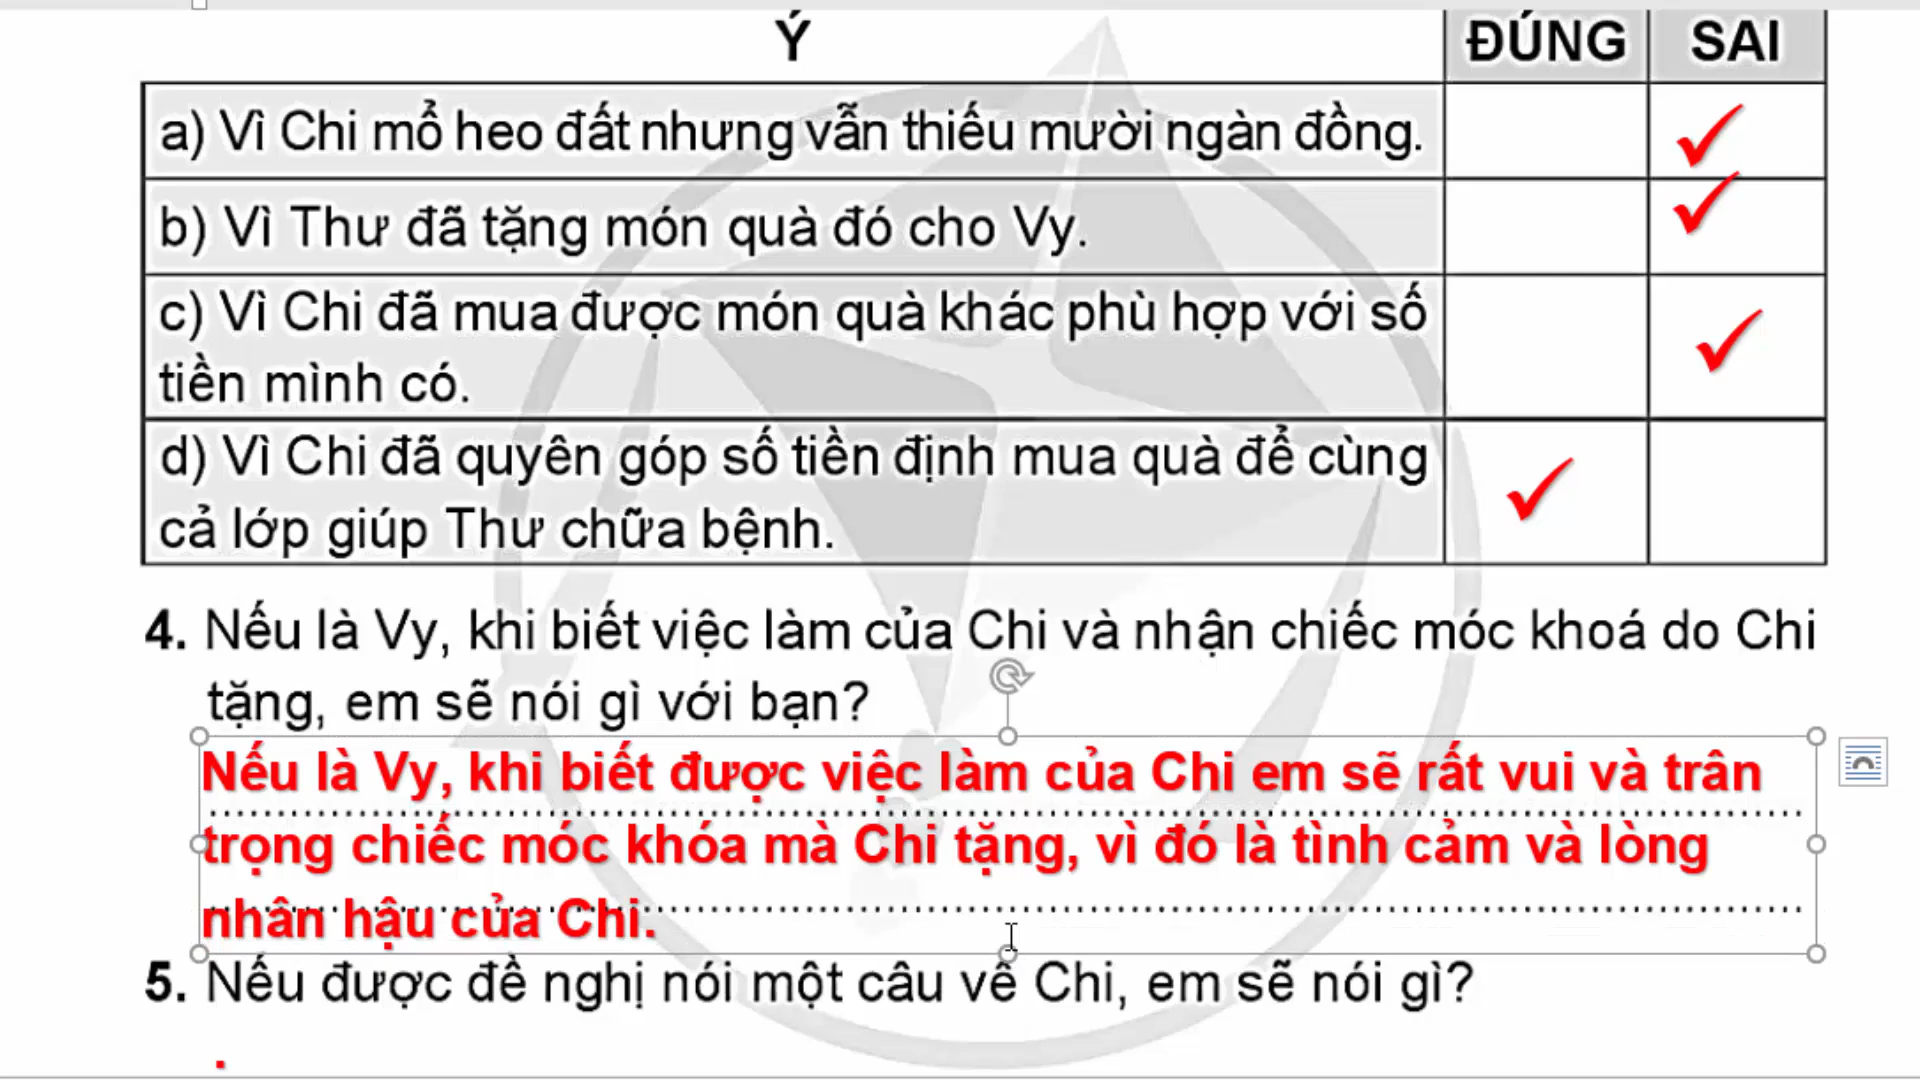 Ý ĐÚNG SAI
a) Vì Chi mổ heo đất nhưng vẫn thiếu mười ngàn đồng.
b) Vì Thư đã tặng món quà đó cho Vy.
c) Vì Chi đã mua được món quà khác phù hợp với số
tiền mình có.
d) Vì Chi đã quyên góp số tiền định mua quà để cùng
cả lớp giúp Thư chữa bệnh.
4. Nếu là Vy, khi biết việc làm của Chi và nhận chiếc móc khoá do Chi
tặng, em sẽ nói gì với bạn?
Nếu là Vy, khi biết được việc làm của Chi em sẽ rất vui và trân
trọng chiếc móc khóa mà Chi tặng, vì đó là tình cảm và lòng
nhân hậu của Chi.
5. Nếu được đề nghị nói một câu về Chi, em sẽ nói gì?
.